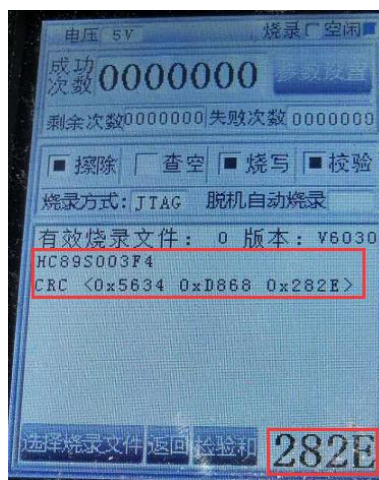 电压 5V 烧录 空闲
成功次数 0000000 参数设置
剩余次数 0000000 失败次数 0000000
擦除 查空 烧写 校验
烧录方式: JTAG 脱机自动烧录
有效烧录文件: 0 版本: V6030
HC89S003F4
CRC <0x5634 0xD868 0x282E>
选择烧录文件 返回 检验和 282E